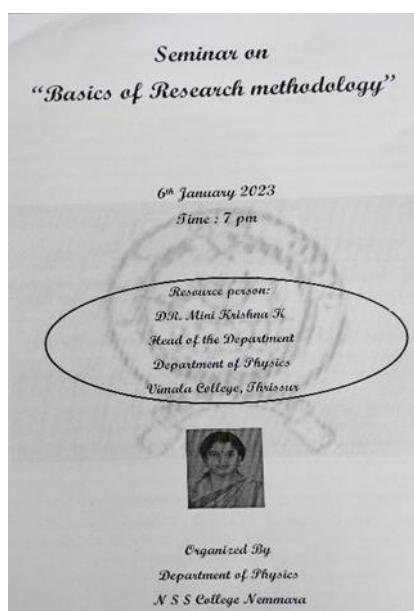 Seminar on
“Basics of Research methodology”
6th January 2023
Time : 7 pm
Resource person:
DR. Mini Krishna K
Head of the Department
Department of Physics
Vimala College, Thrissur
Organized By
Department of Physics
N S S College Nemmara